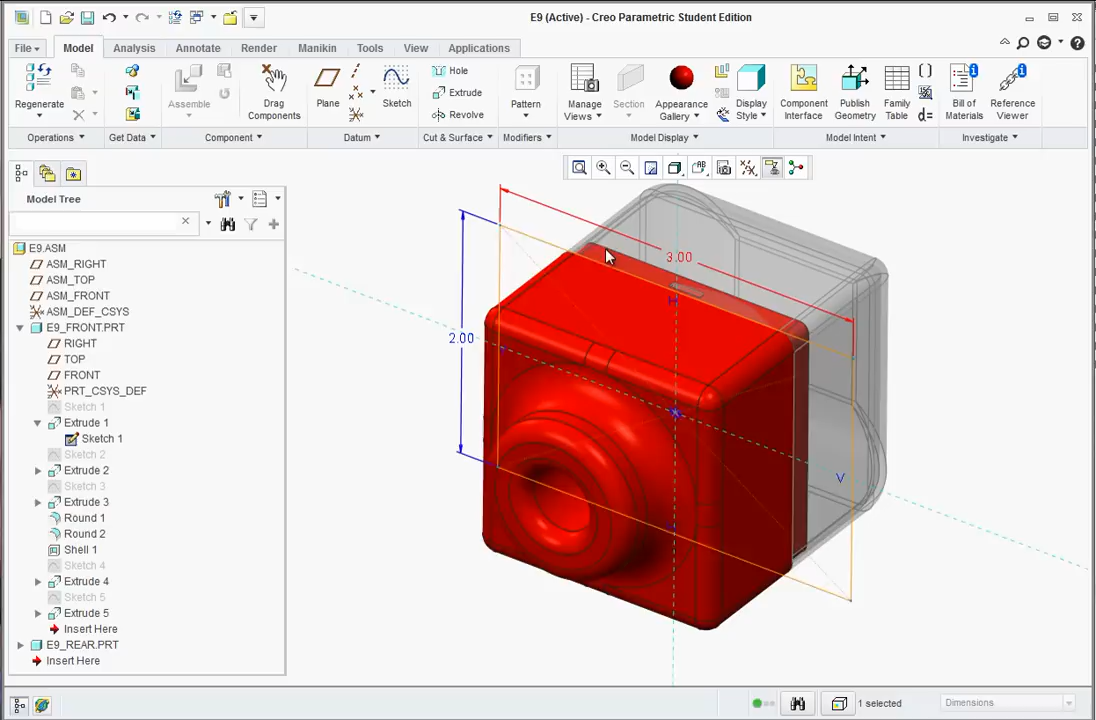 E9 (Active) - Creo Parametric Student Edition
File Model Analysis Annotate Render Manikin Tools View Applications
Regenerate
Assemble
Drag Components
Plane
Sketch
Hole
Extrude
Revolve
Pattern
Manage Views
Section
Appearance Gallery
Display Style
Component Interface
Publish Geometry
Family Table
d=
Bill of Materials
Reference Viewer
Operations Get Data Component Datum Cut & Surface Modifiers Model Display Model Intent Investigate
Model Tree
E9.ASM
ASM_RIGHT
ASM_TOP
ASM_FRONT
ASM_DEF_CSYS
E9_FRONT.PRT
RIGHT
TOP
FRONT
PRT_CSYS_DEF
Sketch 1
Extrude 1
Sketch 1
Sketch 2
Extrude 2
Sketch 3
Extrude 3
Round 1
Round 2
Shell 1
Sketch 4
Extrude 4
Sketch 5
Extrude 5
Insert Here
E9_REAR.PRT
Insert Here
3.00
H
2.00
V
1 selected
Dimensions